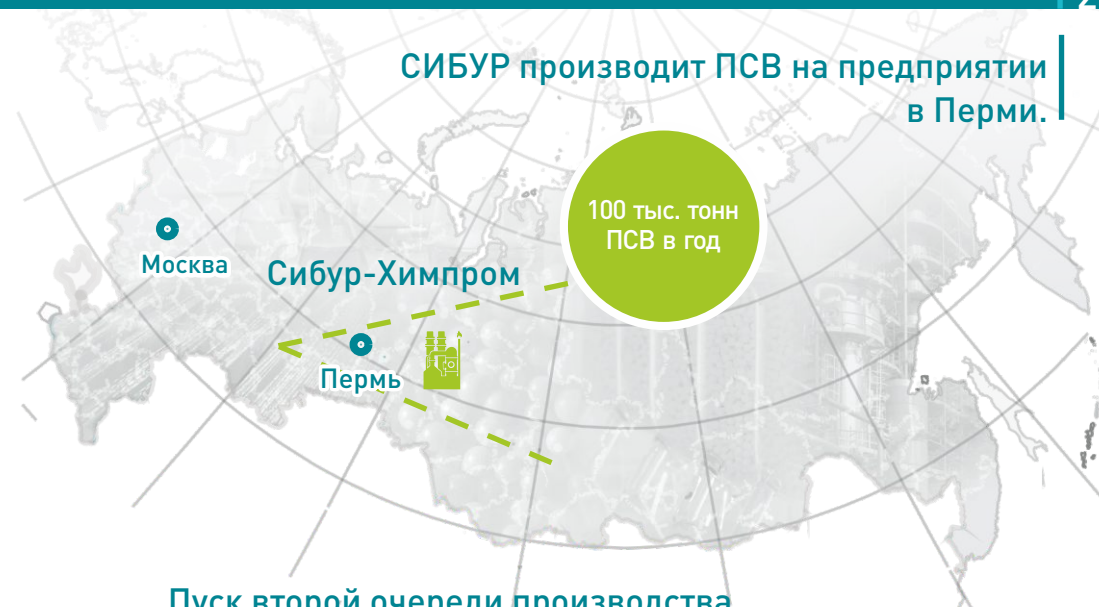 СИБУР производит ПСВ на предприятии
в Перми.
100 тыс. тонн
ПСВ в год
Москва
Сибур-Химпром
Пермь
Пуск второй очереди производства